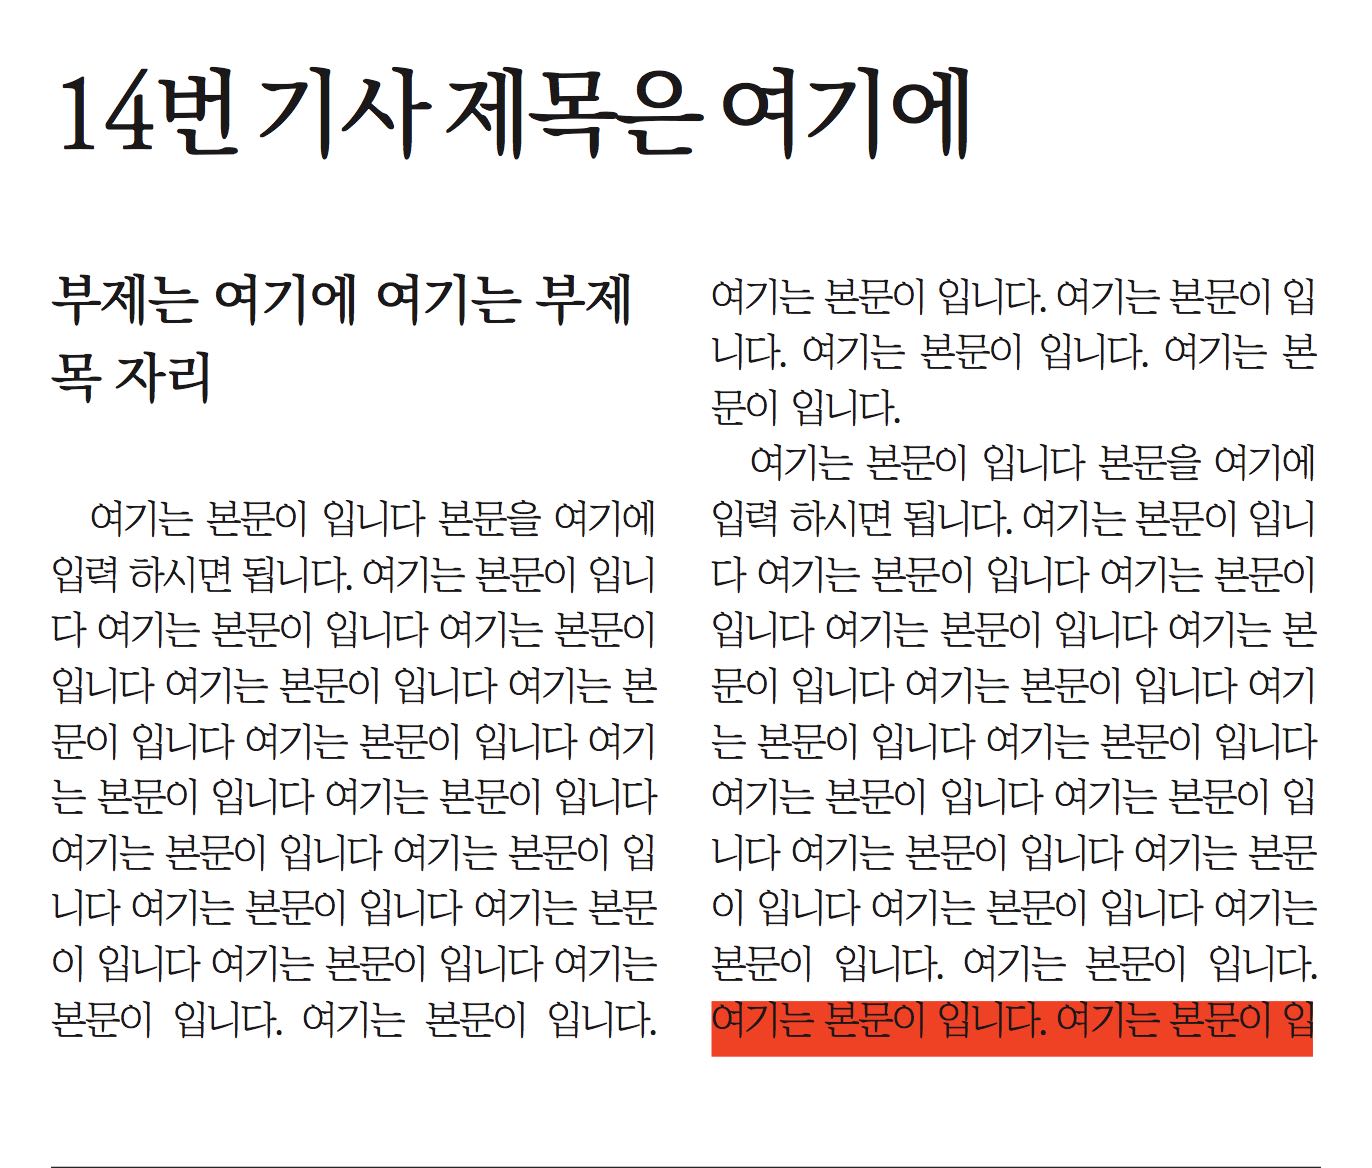 14번 기사 제목은 여기에
부제는 여기에 여기는 부제
목 자리
여기는 본문이 입니다 본문을 여기에
입력 하시면 됩니다. 여기는 본문이 입니
다 여기는 본문이 입니다 여기는 본문이
입니다 여기는 본문이 입니다 여기는 본
문이 입니다 여기는 본문이 입니다 여기
는 본문이 입니다 여기는 본문이 입니다
여기는 본문이 입니다 여기는 본문이 입
니다 여기는 본문이 입니다 여기는 본문
이 입니다 여기는 본문이 입니다 여기는
본문이 입니다. 여기는 본문이 입니다.
여기는 본문이 입니다. 여기는 본문이 입
니다. 여기는 본문이 입니다. 여기는 본
문이 입니다.
여기는 본문이 입니다 본문을 여기에
입력 하시면 됩니다. 여기는 본문이 입니
다 여기는 본문이 입니다 여기는 본문이
입니다 여기는 본문이 입니다 여기는 본
문이 입니다 여기는 본문이 입니다 여기
는 본문이 입니다 여기는 본문이 입니다
여기는 본문이 입니다 여기는 본문이 입
니다 여기는 본문이 입니다 여기는 본문
이 입니다 여기는 본문이 입니다 여기는
본문이 입니다. 여기는 본문이 입니다.
여기는 본문이 입니다. 여기는 본문이 입